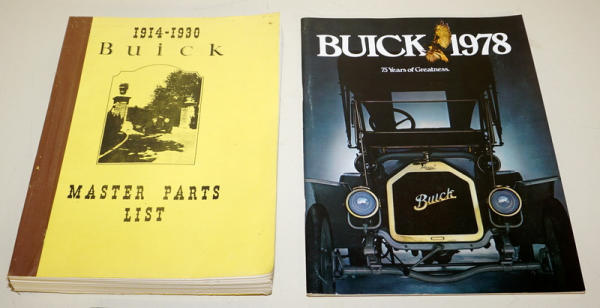 1914-1930
Buick
MASTER PARTS
LIST
BUICK 1978
75 Years of Greatness.
Buick